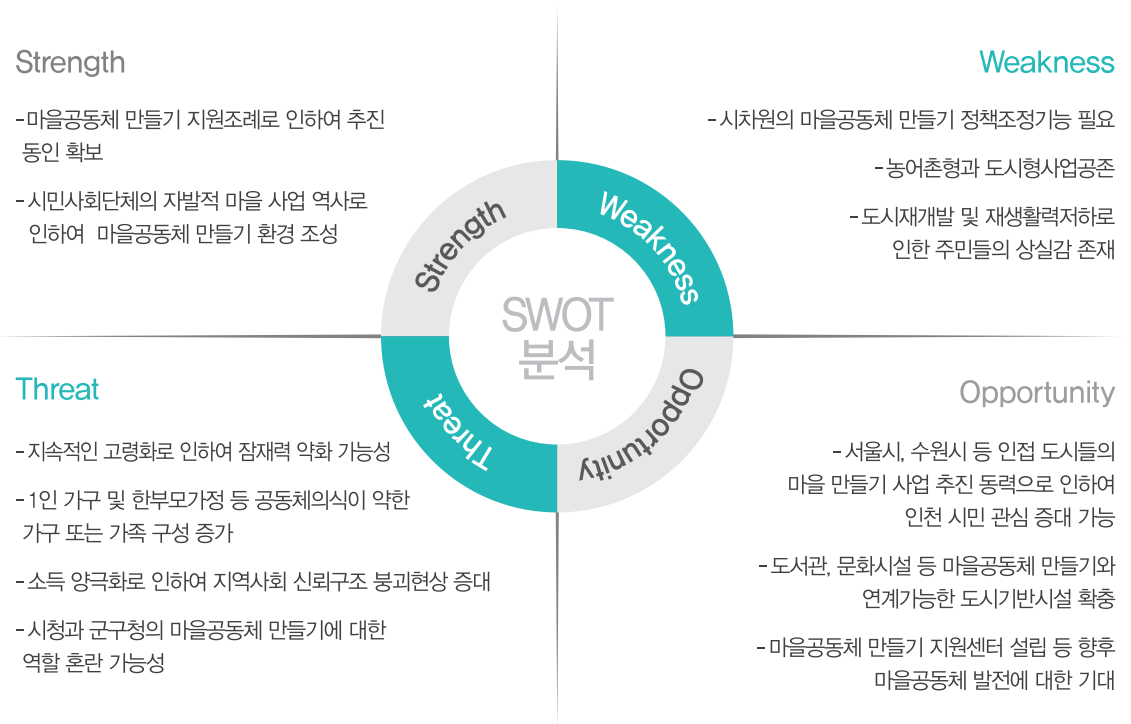 Strength
-마을공동체 만들기 지원조례로 인하여 추진
동인 확보
-시민사회단체의 자발적 마을 사업 역사로
인하여 마을공동체 만들기 환경 조성
Weakness
-시차원의 마을공동체 만들기 정책조정기능 필요
-농어촌형과 도시형사업공존
-도시재개발 및 재생활력저하로
인한 주민들의 상실감 존재
Strength
Weakness
SWOT
분석
Threat
Opportunity
Threat
-지속적인 고령화로 인하여 잠재력 약화 가능성
-1인 가구 및 한부모가정 등 공동체의식이 약한
가구 또는 가족 구성 증가
-소득 양극화로 인하여 지역사회 신뢰구조 붕괴현상 증대
-시청과 군구청의 마을공동체 만들기에 대한
역할 혼란 가능성
Opportunity
-서울시, 수원시 등 인접 도시들의
마을 만들기 사업 추진 동력으로 인하여
인천 시민 관심 증대 가능
-도서관, 문화시설 등 마을공동체 만들기와
연계가능한 도시기반시설 확충
-마을공동체 만들기 지원센터 설립 등 향후
마을공동체 발전에 대한 기대